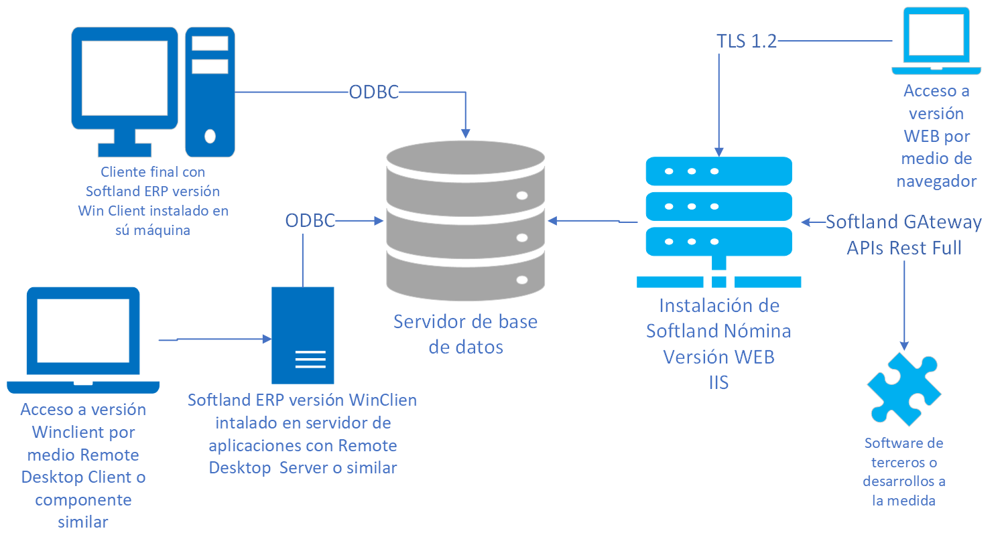 TLS 1.2
ODBC
Acceso a
versión
WEB por
medio de
navegador
Cliente final con
Softland ERP versión
Win Client instalado en
sú máquina
ODBC
Softland GAteway
APIs Rest Full
Servidor de base
de datos
Instalación de
Softland Nómina
Versión WEB
IIS
Acceso a versión
Winclient por
medio Remote
Desktop Client o
componente
similar
Softland ERP versión WinClien
intalado en servidor de
aplicaciones con Remote
Desktop  Server o similar
Software de
terceros o
desarrollos a
la medida